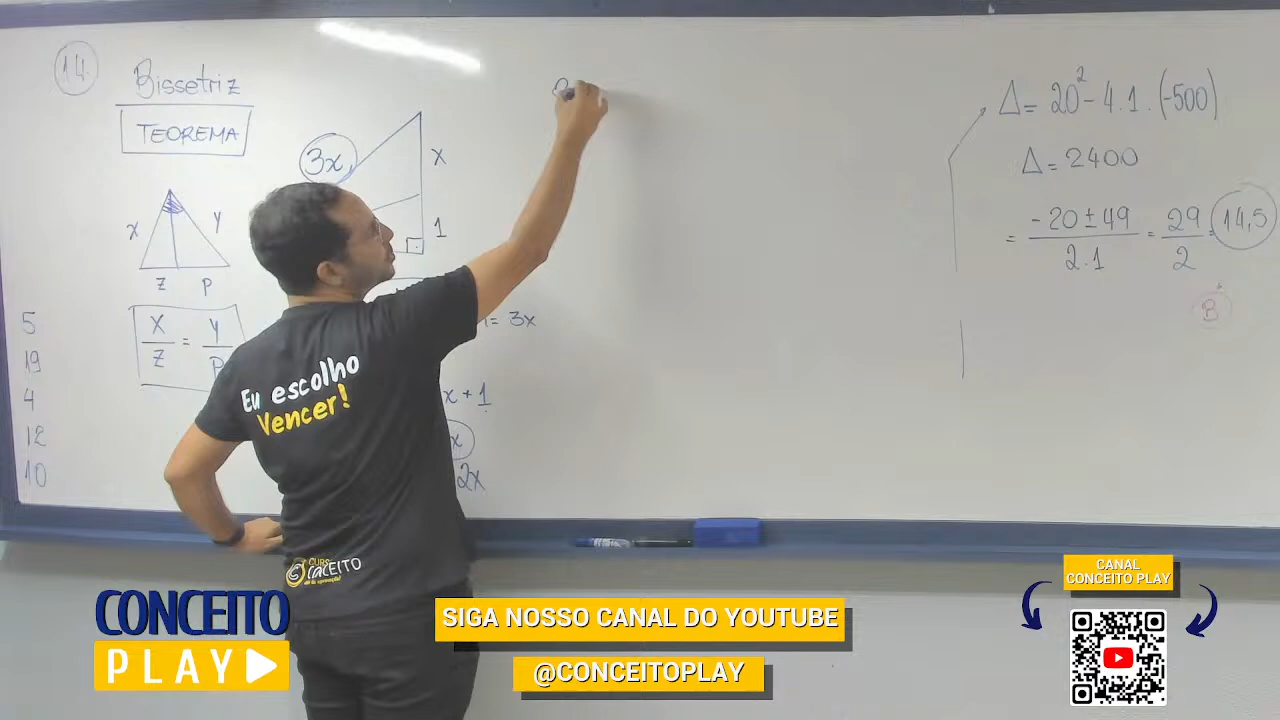 14.
Bissetriz
TEOREMA
x y
z p
x/z = y/p
5
19
4
12
10
3x
x
1
= 3x
x + 1
x
2x
Δ = 20² - 4.1.(-500)
Δ = 2400
= -20 ± 49 / 2.1 = 29 / 2 = 14,5
B
Eu escolho
Vencer!
CONCEITO
PLAY
SIGA NOSSO CANAL DO YOUTUBE
@CONCEITOPLAY
CANAL
CONCEITO PLAY